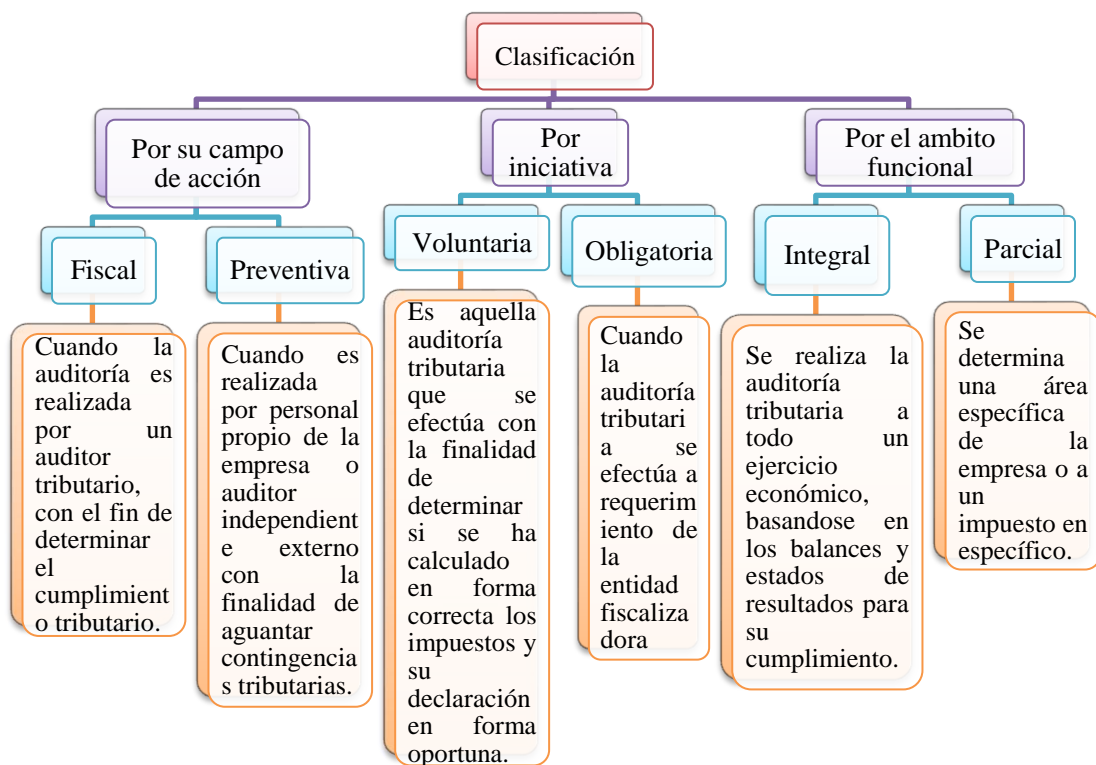 Clasificación
Por su campo
de acción
Por
iniciativa
Por el ambito
funcional
Fiscal
Preventiva
Voluntaria
Obligatoria
Integral
Parcial
Cuando la
auditoría es
realizada
por un
auditor
tributario,
con el fin de
determinar
el
cumplimient
o tributario.
Cuando es
realizada
por personal
propio de la
empresa o
auditor
independient
e externo
con la
finalidad de
aguantar
contingencia
s tributarias.
Es aquella
auditoría
tributaria
que se
efectúa con
la finalidad
de
determinar
si se ha
calculado
en forma
correcta los
impuestos y
su
declaración
en forma
oportuna.
Cuando
la
auditoría
tributari
a se
efectúa a
requerim
iento de
la
entidad
fiscaliza
dora
Se realiza la
auditoría
tributaria a
todo un
ejercicio
económico,
basandose en
los balances y
estados de
resultados para
su
cumplimiento.
Se
determina
una área
específica
de la
empresa o a
un
impuesto en
específico.